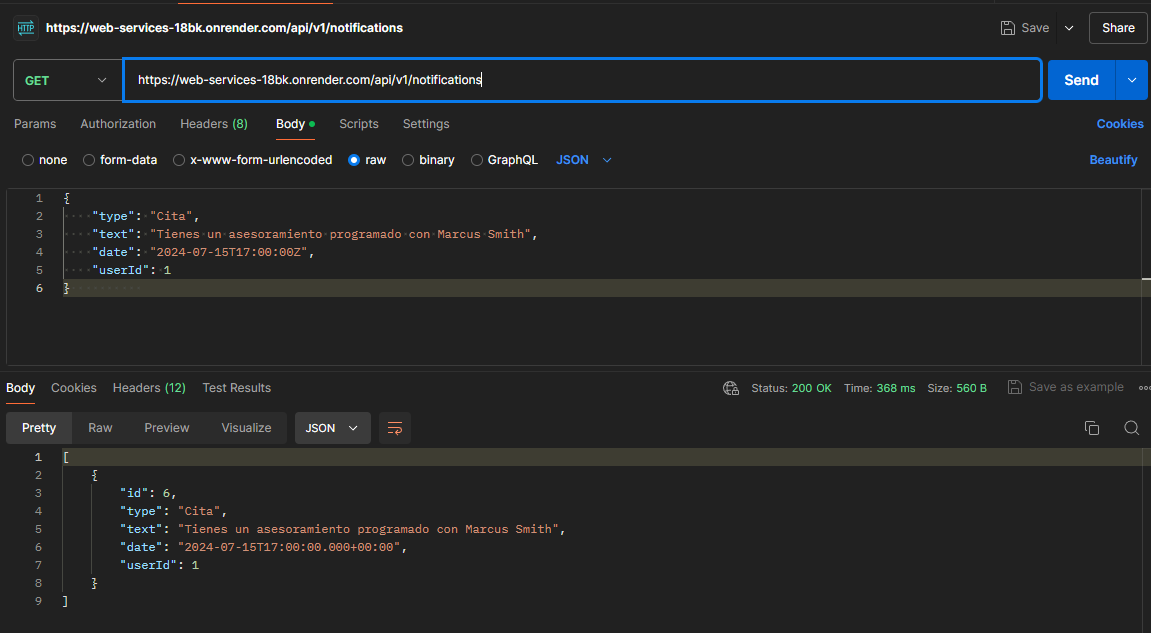 HTTP https://web-services-18bk.onrender.com/api/v1/notifications Save Share
GET https://web-services-18bk.onrender.com/api/v1/notifications Send
Params Authorization Headers (8) Body Scripts Settings Cookies
none form-data x-www-form-urlencoded raw binary GraphQL JSON Beautify
1 {
2 "type": "Cita",
3 "text": "Tienes un asesoramiento programado con Marcus Smith",
4 "date": "2024-07-15T17:00:00Z",
5 "userId": 1
6 }
Body Cookies Headers (12) Test Results Status: 200 OK Time: 368 ms Size: 560 B Save as example
Pretty Raw Preview Visualize JSON
1 [
2 {
3 "id": 6,
4 "type": "Cita",
5 "text": "Tienes un asesoramiento programado con Marcus Smith",
6 "date": "2024-07-15T17:00:00.000+00:00",
7 "userId": 1
8 }
9 ]